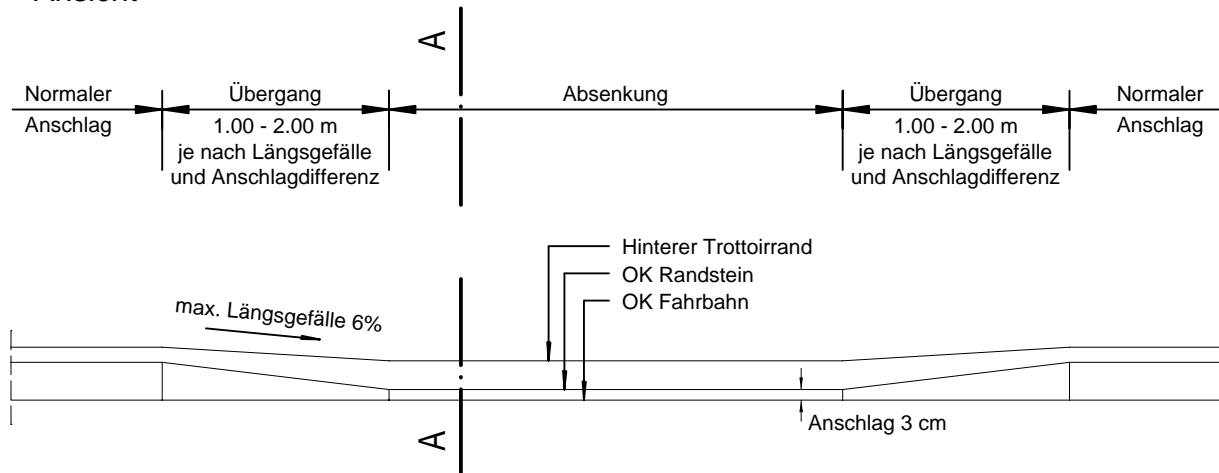 Ansicht
A
Normaler
Anschlag
Übergang
1.00 - 2.00 m
je nach Längsgefälle
und Anschlagdifferenz
Absenkung
Übergang
1.00 - 2.00 m
je nach Längsgefälle
und Anschlagdifferenz
Normaler
Anschlag
Hinterer Trottoirrand
OK Randstein
OK Fahrbahn
max. Längsgefälle 6%
Anschlag 3 cm
A